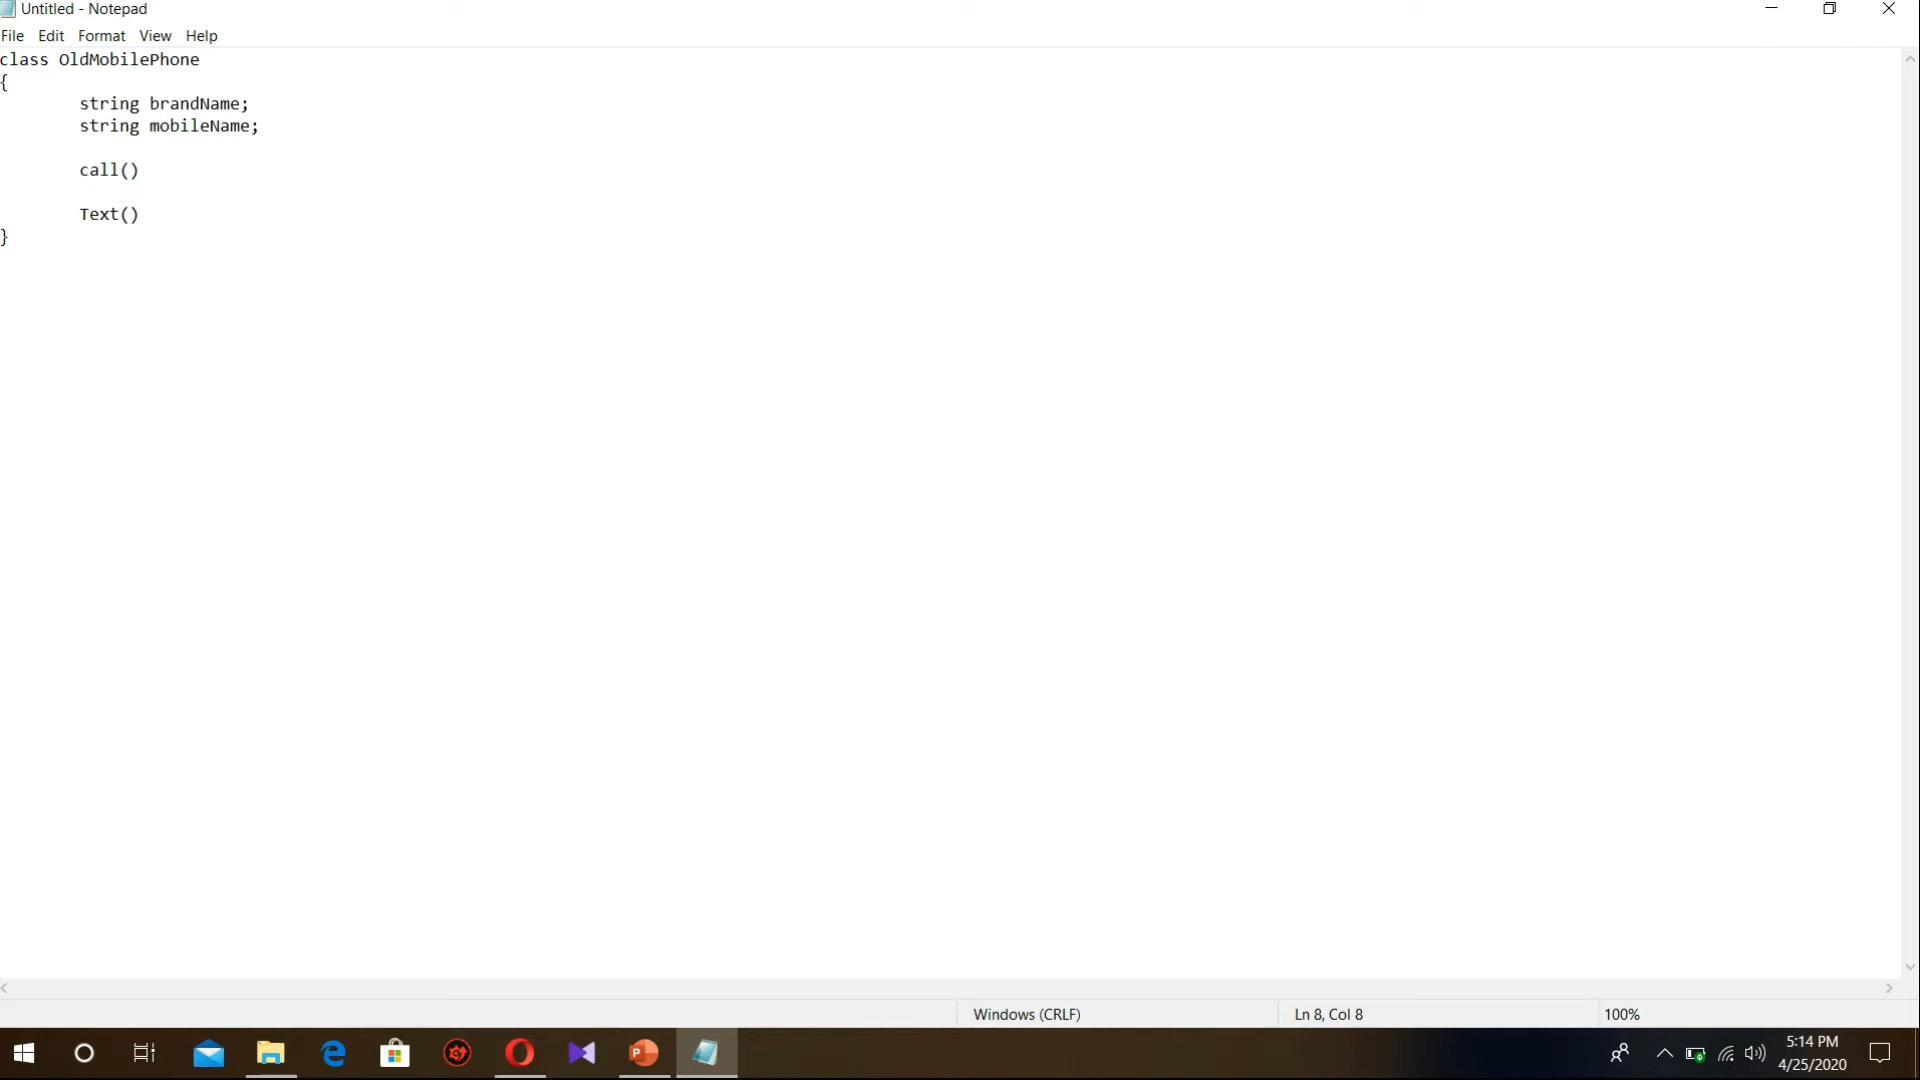 Untitled - Notepad
File Edit Format View Help
class OldMobilePhone
{
string brandName;
string mobileName;
call()
Text()
}
Windows (CRLF)
Ln 8, Col 8
100%
P
5:14 PM
4/25/2020